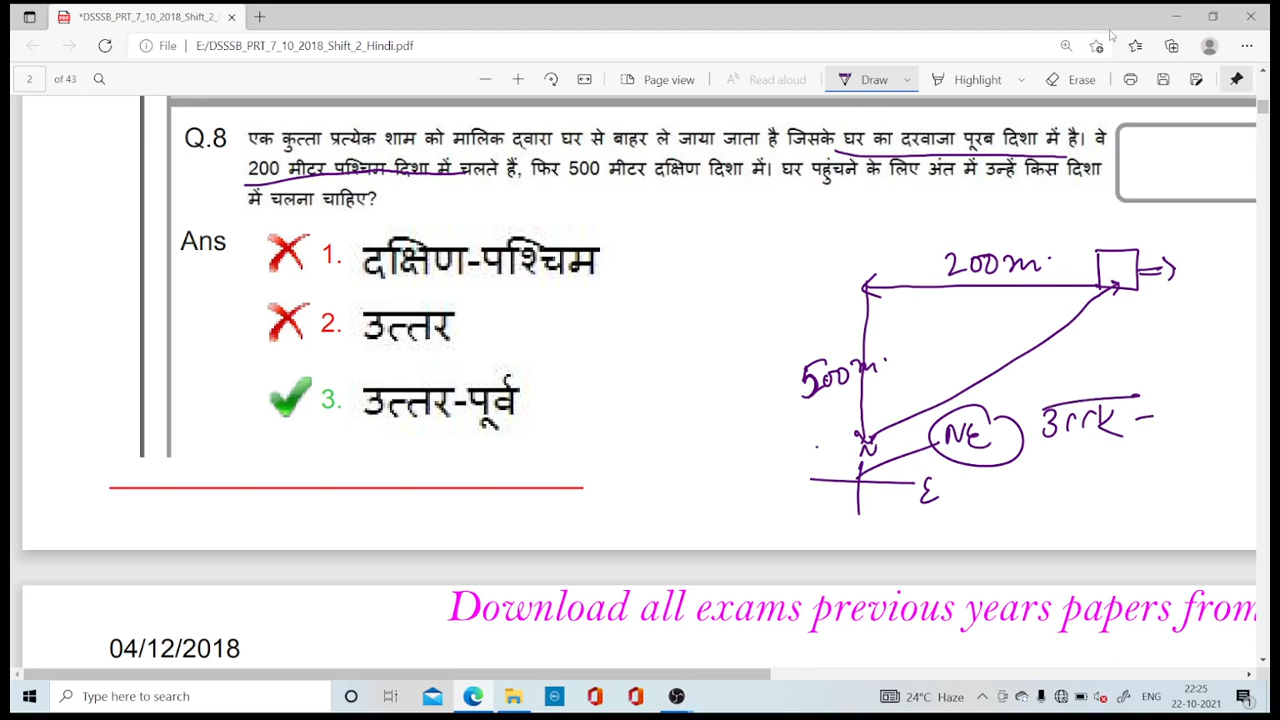 *DSSSB_PRT_7_10_2018_Shift_2_
File E:/DSSSB_PRT_7_10_2018_Shift_2_Hindi.pdf
2 of 43 Page view Read aloud Draw Highlight Erase
Q.8 एक कुत्ता प्रत्येक शाम को मालिक द्वारा घर से बाहर ले जाया जाता है जिसके घर का दरवाजा पूरब दिशा में है। वे
200 मीटर पश्चिम दिशा में चलते हैं, फिर 500 मीटर दक्षिण दिशा में। घर पहुंचने के लिए अंत में उन्हें किस दिशा
में चलना चाहिए?
Ans
1. दक्षिण-पश्चिम
2. उत्तर
3. उत्तर-पूर्व
200m.
500m.
N
NE
E
Download all exams previous years papers from
04/12/2018
Type here to search
24°C Haze
ENG
22:25
22-10-2021
1